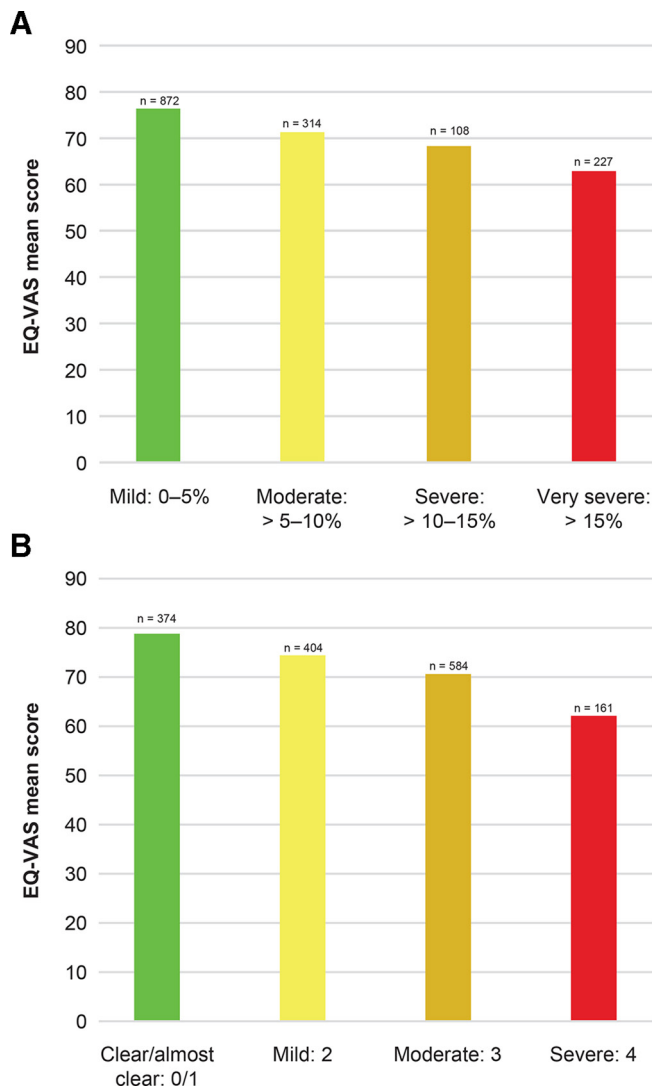 A
EQ-VAS mean score
90
80
70
60
50
40
30
20
10
0
n = 872
n = 314
n = 108
n = 227
Mild: 0–5%
Moderate:
> 5–10%
Severe:
> 10–15%
Very severe:
> 15%
B
EQ-VAS mean score
90
80
70
60
50
40
30
20
10
0
n = 374
n = 404
n = 584
n = 161
Clear/almost
clear: 0/1
Mild: 2
Moderate: 3
Severe: 4